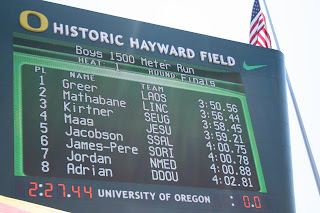 O HISTORIC HAYWARD FIELD
Boys 1500 Meter Run
HEAT: 1 ROUND: Finals
PL NAME TEAM
1 Greer LAOS 3:50.56
2 Mathabane LINC 3:56.44
3 Kirtner SEUG 3:58.45
4 Maag JESU 3:59.21
5 Jacobson SSAL 4:00.75
6 James-Pere SORI 4:00.78
7 Jordan NMED 4:00.88
8 Adrian DDOU 4:02.81
2:27.44 UNIVERSITY OF OREGON 0.0